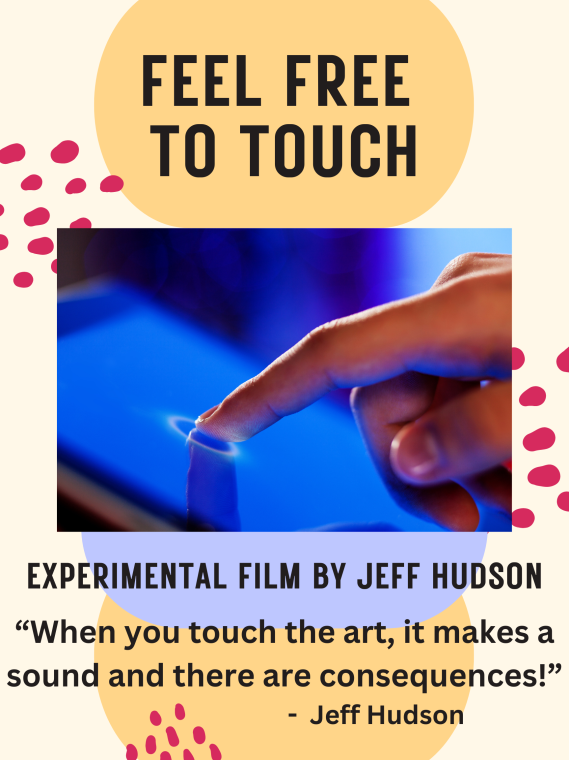 FEEL FREE
TO TOUCH
EXPERIMENTAL FILM BY JEFF HUDSON
“When you touch the art, it makes a
sound and there are consequences!”
- Jeff Hudson